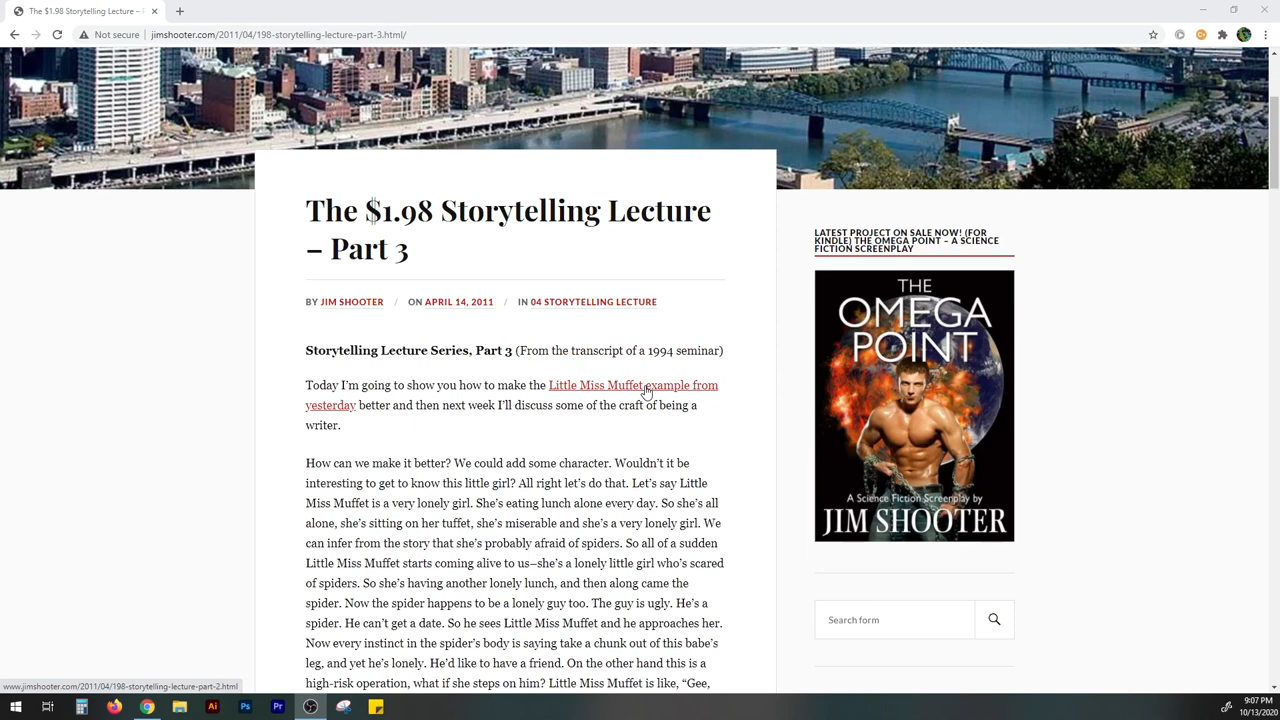 The $1.98 Storytelling Lecture – F
Not secure
jimshooter.com/2011/04/198-storytelling-lecture-part-3.html/
The $1.98 Storytelling Lecture
– Part 3
BY JIM SHOOTER / ON APRIL 14, 2011 / IN 04 STORYTELLING LECTURE
Storytelling Lecture Series, Part 3 (From the transcript of a 1994 seminar)
Today I’m going to show you how to make the Little Miss Muffet example from
yesterday better and then next week I’ll discuss some of the craft of being a
writer.
How can we make it better? We could add some character. Wouldn’t it be
interesting to get to know this little girl? All right let’s do that. Let’s say Little
Miss Muffet is a very lonely girl. She’s eating lunch alone every day. So she’s all
alone, she’s sitting on her tuffet, she’s miserable and she’s a very lonely girl. We
can infer from the story that she’s probably afraid of spiders. So all of a sudden
Little Miss Muffet starts coming alive to us–she’s a lonely little girl who’s scared
of spiders. So she’s having another lonely lunch, and then along came the
spider. Now the spider happens to be a lonely guy too. The guy is ugly. He’s a
spider. He can’t get a date. So he sees Little Miss Muffet and he approaches her.
Now every instinct in the spider’s body is saying take a chunk out of this babe’s
leg, and yet he’s lonely. He’d like to have a friend. On the other hand this is a
high-risk operation, what if she steps on him? Little Miss Muffet is like, “Gee,
LATEST PROJECT ON SALE NOW! (FOR
KINDLE) THE OMEGA POINT – A SCIENCE
FICTION SCREENPLAY
THE
OMEGA
POINT
A Science Fiction Screenplay by
JIM SHOOTER
Search form
www.jimshooter.com/2011/04/198-storytelling-lecture-part-2.html
Ai
Ps
Pr
9:07 PM
10/13/2020